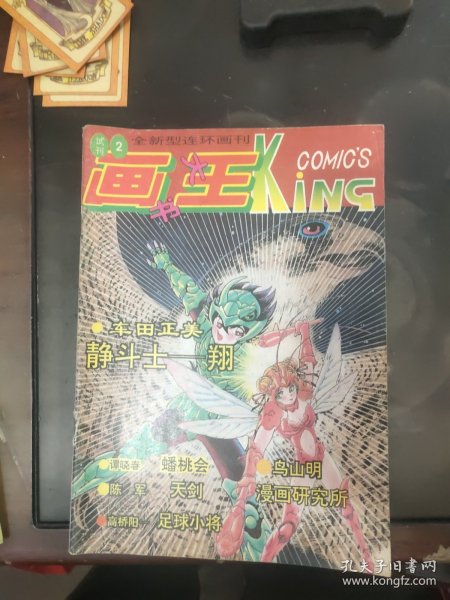 试刊 2 全新型连环画刊
画书大王 COMIC'S KiNG
车田正美
静斗士——翔
谭晓春 蟠桃会
鸟山明
陈军 天剑
漫画研究所
高桥阳一 足球小将
孔夫子旧书网
www.kongfz.com